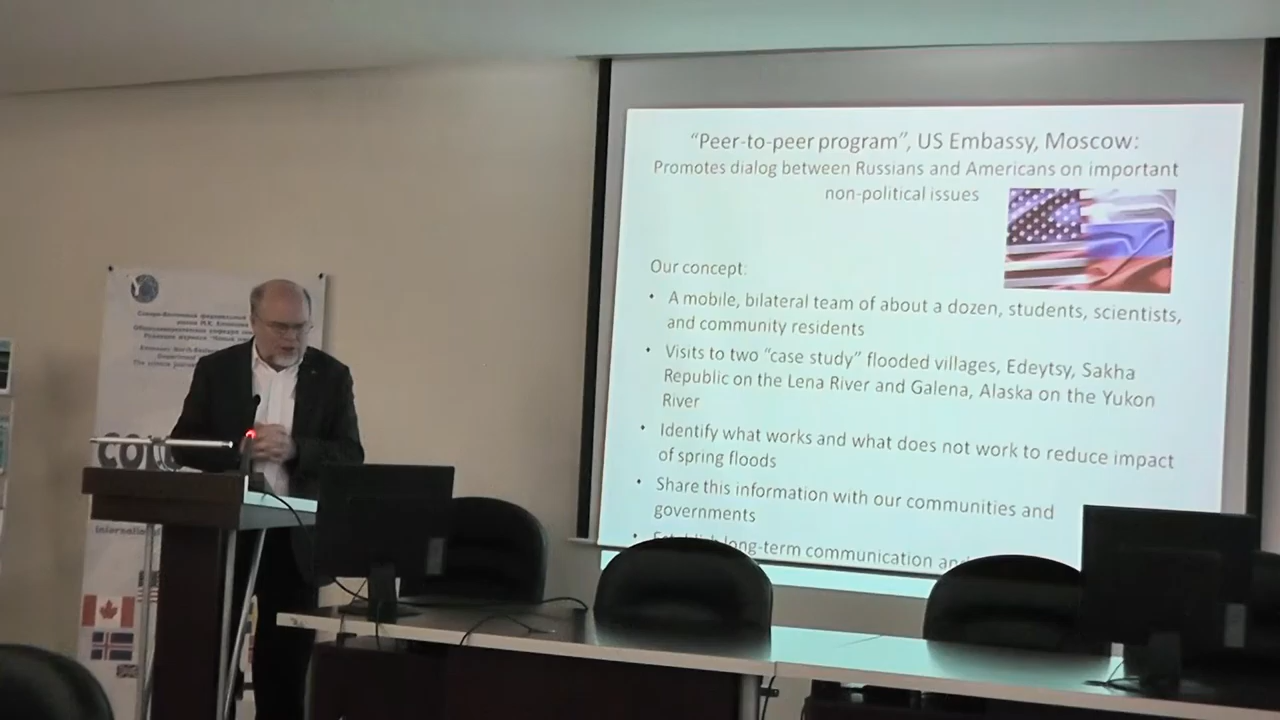 “Peer-to-peer program”, US Embassy, Moscow:
Promotes dialog between Russians and Americans on important
non-political issues
Our concept:
• A mobile, bilateral team of about a dozen, students, scientists,
and community residents
• Visits to two “case study” flooded villages, Edeytsy, Sakha
Republic on the Lena River and Galena, Alaska on the Yukon
River
• Identify what works and what does not work to reduce impact
of spring floods
• Share this information with our communities and
governments
• long-term communication